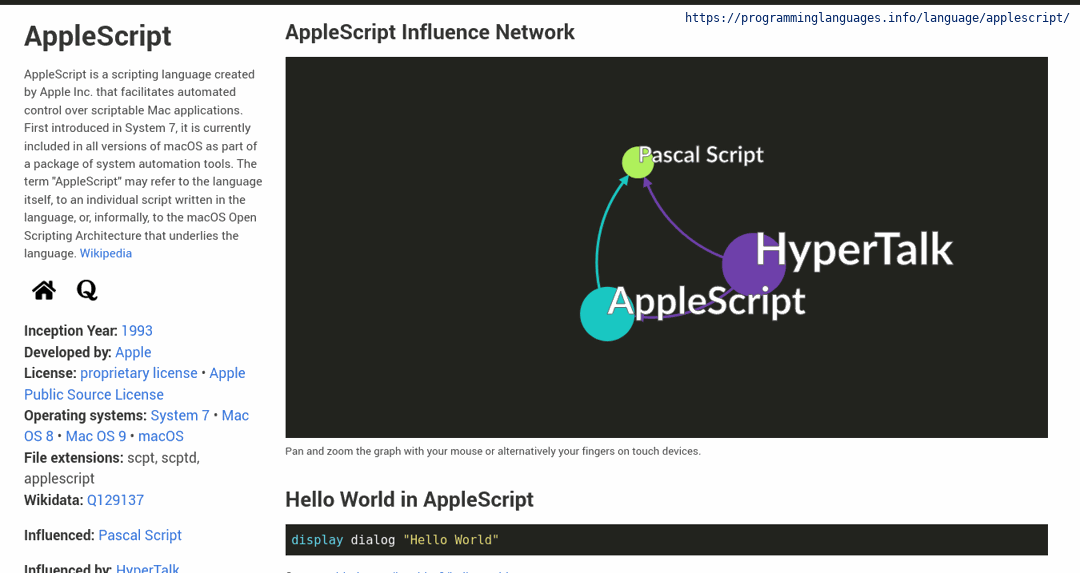 https://programminglanguages.info/language/applescript/
AppleScript
AppleScript is a scripting language created
by Apple Inc. that facilitates automated
control over scriptable Mac applications.
First introduced in System 7, it is currently
included in all versions of macOS as part of
a package of system automation tools. The
term "AppleScript" may refer to the language
itself, to an individual script written in the
language, or, informally, to the macOS Open
Scripting Architecture that underlies the
language. Wikipedia
Q
Inception Year: 1993
Developed by: Apple
License: proprietary license • Apple
Public Source License
Operating systems: System 7 • Mac
OS 8 • Mac OS 9 • macOS
File extensions: scpt, scptd,
applescript
Wikidata: Q129137
Influenced: Pascal Script
Influenced by: HyperTalk
AppleScript Influence Network
Pascal Script
HyperTalk
AppleScript
Pan and zoom the graph with your mouse or alternatively your fingers on touch devices.
Hello World in AppleScript
display dialog "Hello World"